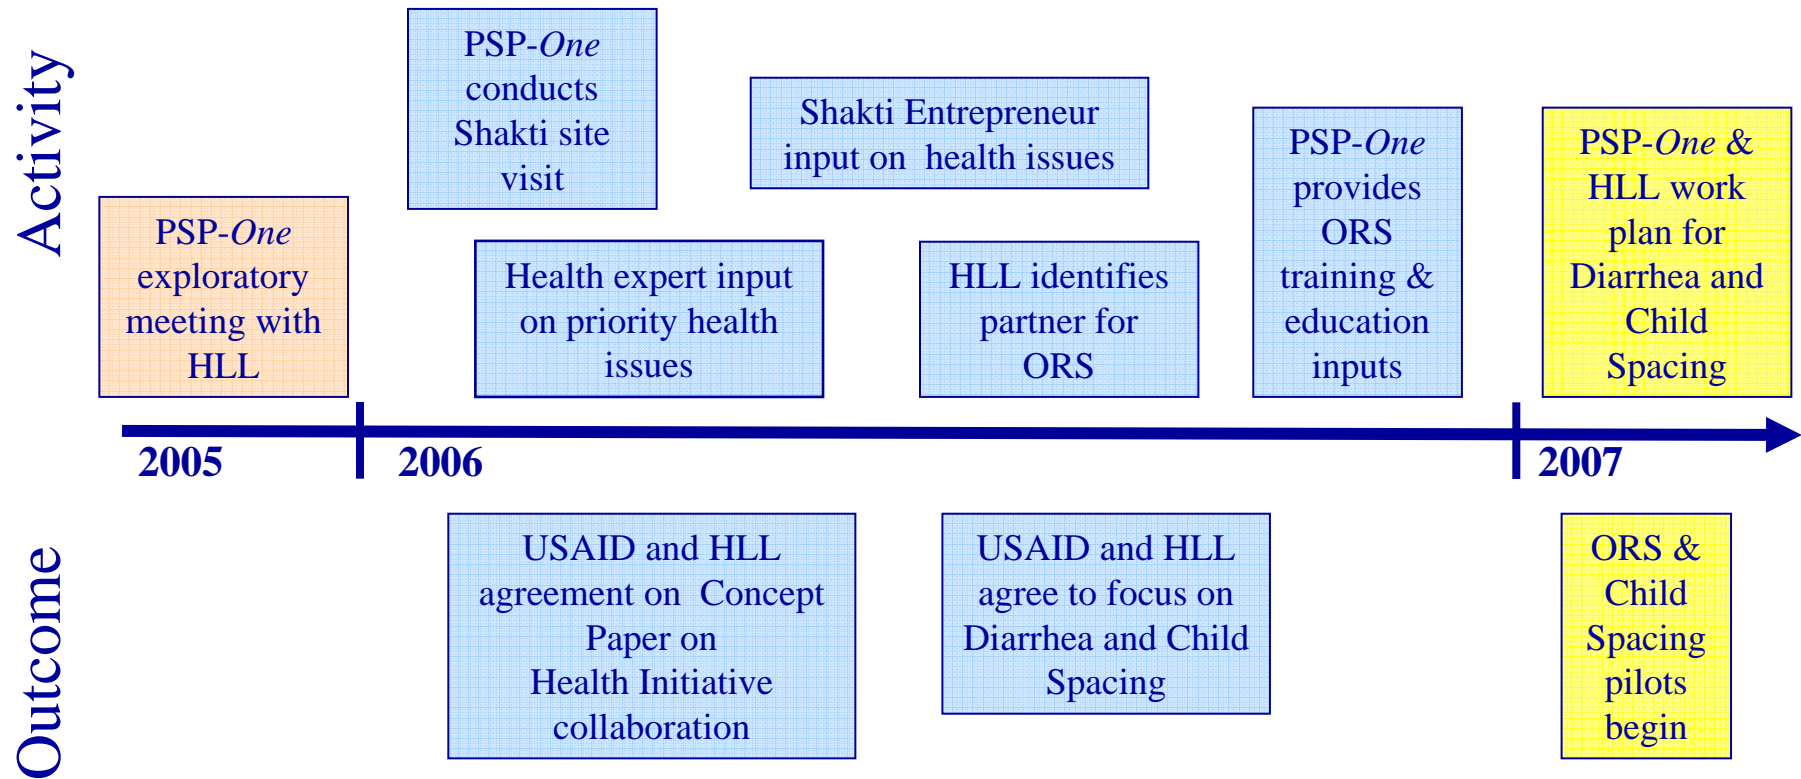 Activity
PSP-One
exploratory
meeting with
HLL
PSP-One
conducts
Shakti site
visit
Health expert input
on priority health
issues
Shakti Entrepreneur
input on health issues
HLL identifies
partner for
ORS
PSP-One
provides
ORS
training &
education
inputs
PSP-One &
HLL work
plan for
Diarrhea and
Child
Spacing
2005
2006
2007
Outcome
USAID and HLL
agreement on Concept
Paper on
Health Initiative
collaboration
USAID and HLL
agree to focus on
Diarrhea and Child
Spacing
ORS &
Child
Spacing
pilots
begin